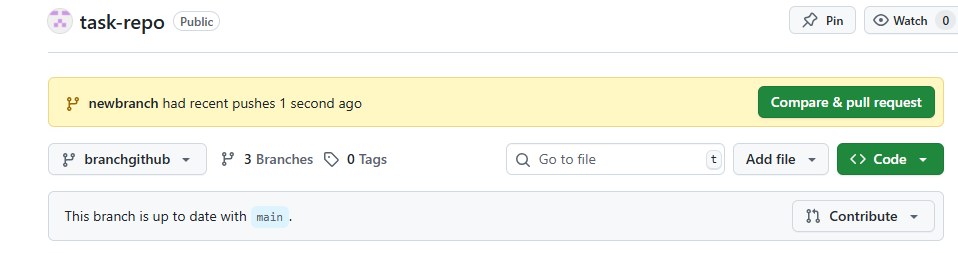 task-repo Public Pin Watch 0
newbranch had recent pushes 1 second ago Compare & pull request
branchgithub 3 Branches 0 Tags Go to file t Add file <> Code
This branch is up to date with main. Contribute